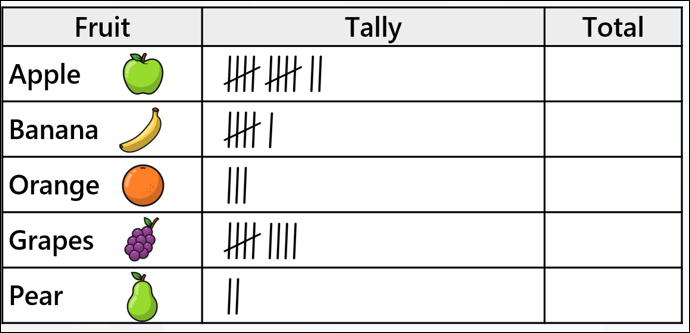 Fruit Tally Total
Apple
Banana
Orange
Grapes
Pear